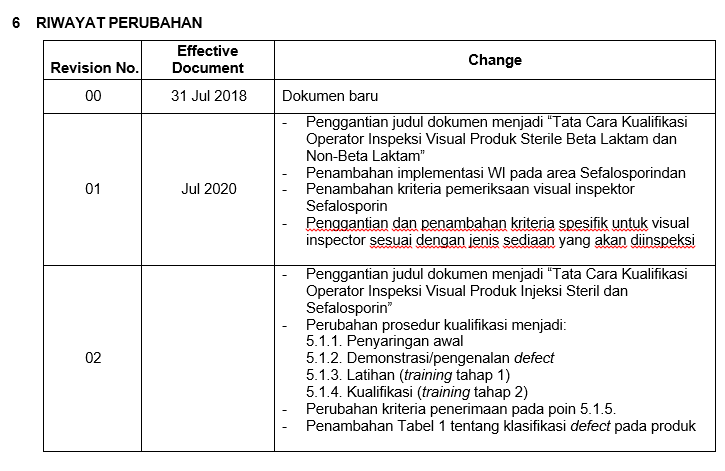 6 RIWAYAT PERUBAHAN
Revision No.
Effective
Document
Change
00
31 Jul 2018
Dokumen baru
01
Jul 2020
- Penggantian judul dokumen menjadi “Tata Cara Kualifikasi
Operator Inspeksi Visual Produk Sterile Beta Laktam dan
Non-Beta Laktam”
- Penambahan implementasi WI pada area Sefalosporindan
- Penambahan kriteria pemeriksaan visual inspektor
Sefalosporin
- Penggantian dan penambahan kriteria spesifik untuk visual
inspector sesuai dengan jenis sediaan yang akan diinspeksi
02
- Penggantian judul dokumen menjadi “Tata Cara Kualifikasi
Operator Inspeksi Visual Produk Injeksi Steril dan
Sefalosporin”
- Perubahan prosedur kualifikasi menjadi:
5.1.1. Penyaringan awal
5.1.2. Demonstrasi/pengenalan defect
5.1.3. Latihan (training tahap 1)
5.1.4. Kualifikasi (training tahap 2)
- Perubahan kriteria penerimaan pada poin 5.1.5.
- Penambahan Tabel 1 tentang klasifikasi defect pada produk